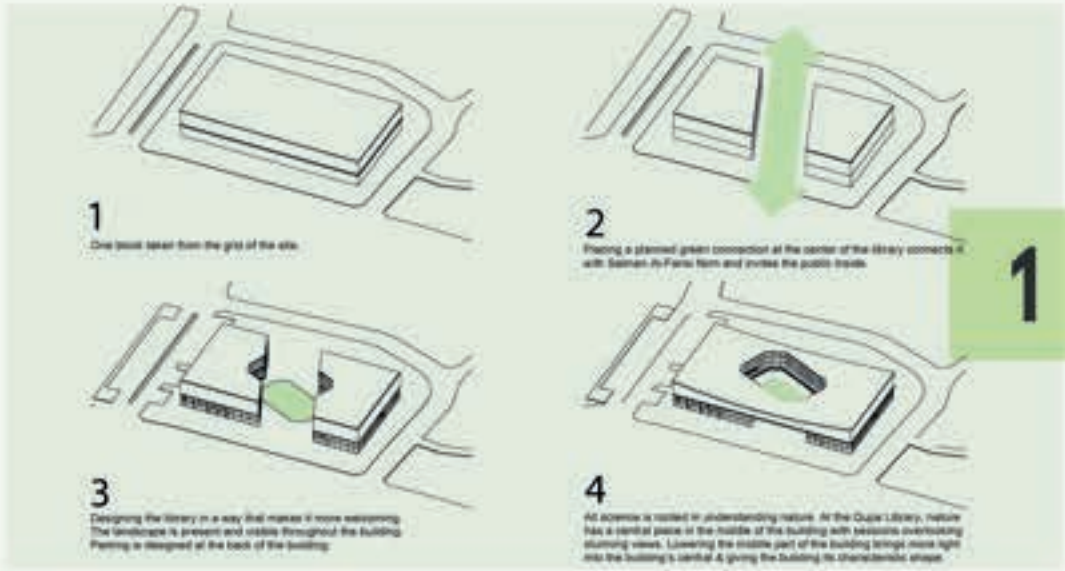 1
One block taken from the grid of the site.
2
Placing a planned green connection at the center of the library connects it
with Salman Al-Farisi and invites the public inside.
1
3
Designing the library in a way that makes it more welcoming.
The landscape is present and visible throughout the building.
Parking is designed at the back of the building.
4
All science is rooted in understanding nature. At the Library, nature
has a central place in the middle of the building with overlooking
stunning views. Lowering the middle part of the building brings more light
into the building's central & giving the building its characteristic shape.